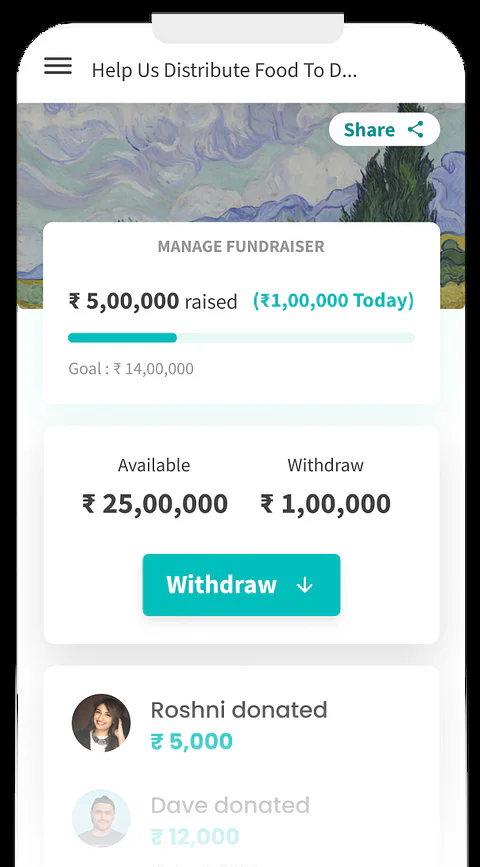 Help Us Distribute Food To D...
Share
MANAGE FUNDRAISER
₹ 5,00,000 raised (₹1,00,000 Today)
Goal : ₹ 14,00,000
Available Withdraw
₹ 25,00,000 ₹ 1,00,000
Withdraw
Roshni donated
₹ 5,000
Dave donated
₹ 12,000